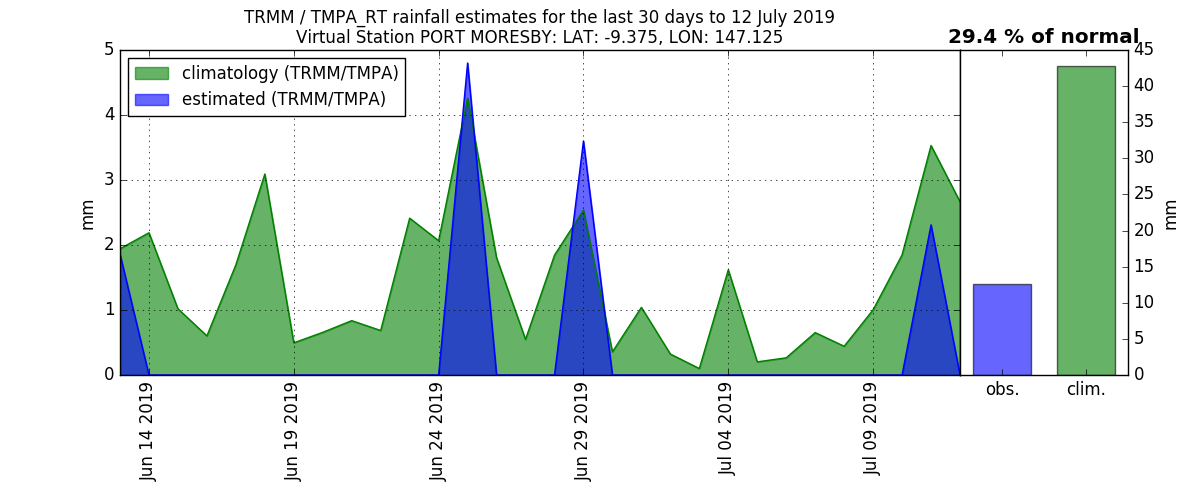 TRMM / TMPA_RT rainfall estimates for the last 30 days to 12 July 2019
Virtual Station PORT MORESBY: LAT: -9.375, LON: 147.125
29.4 % of normal
climatology (TRMM/TMPA)
estimated (TRMM/TMPA)
5
4
3
2
1
0
mm
Jun 14 2019
Jun 19 2019
Jun 24 2019
Jun 29 2019
Jul 04 2019
Jul 09 2019
45
40
35
30
25
20
15
10
5
0
mm
obs.
clim.